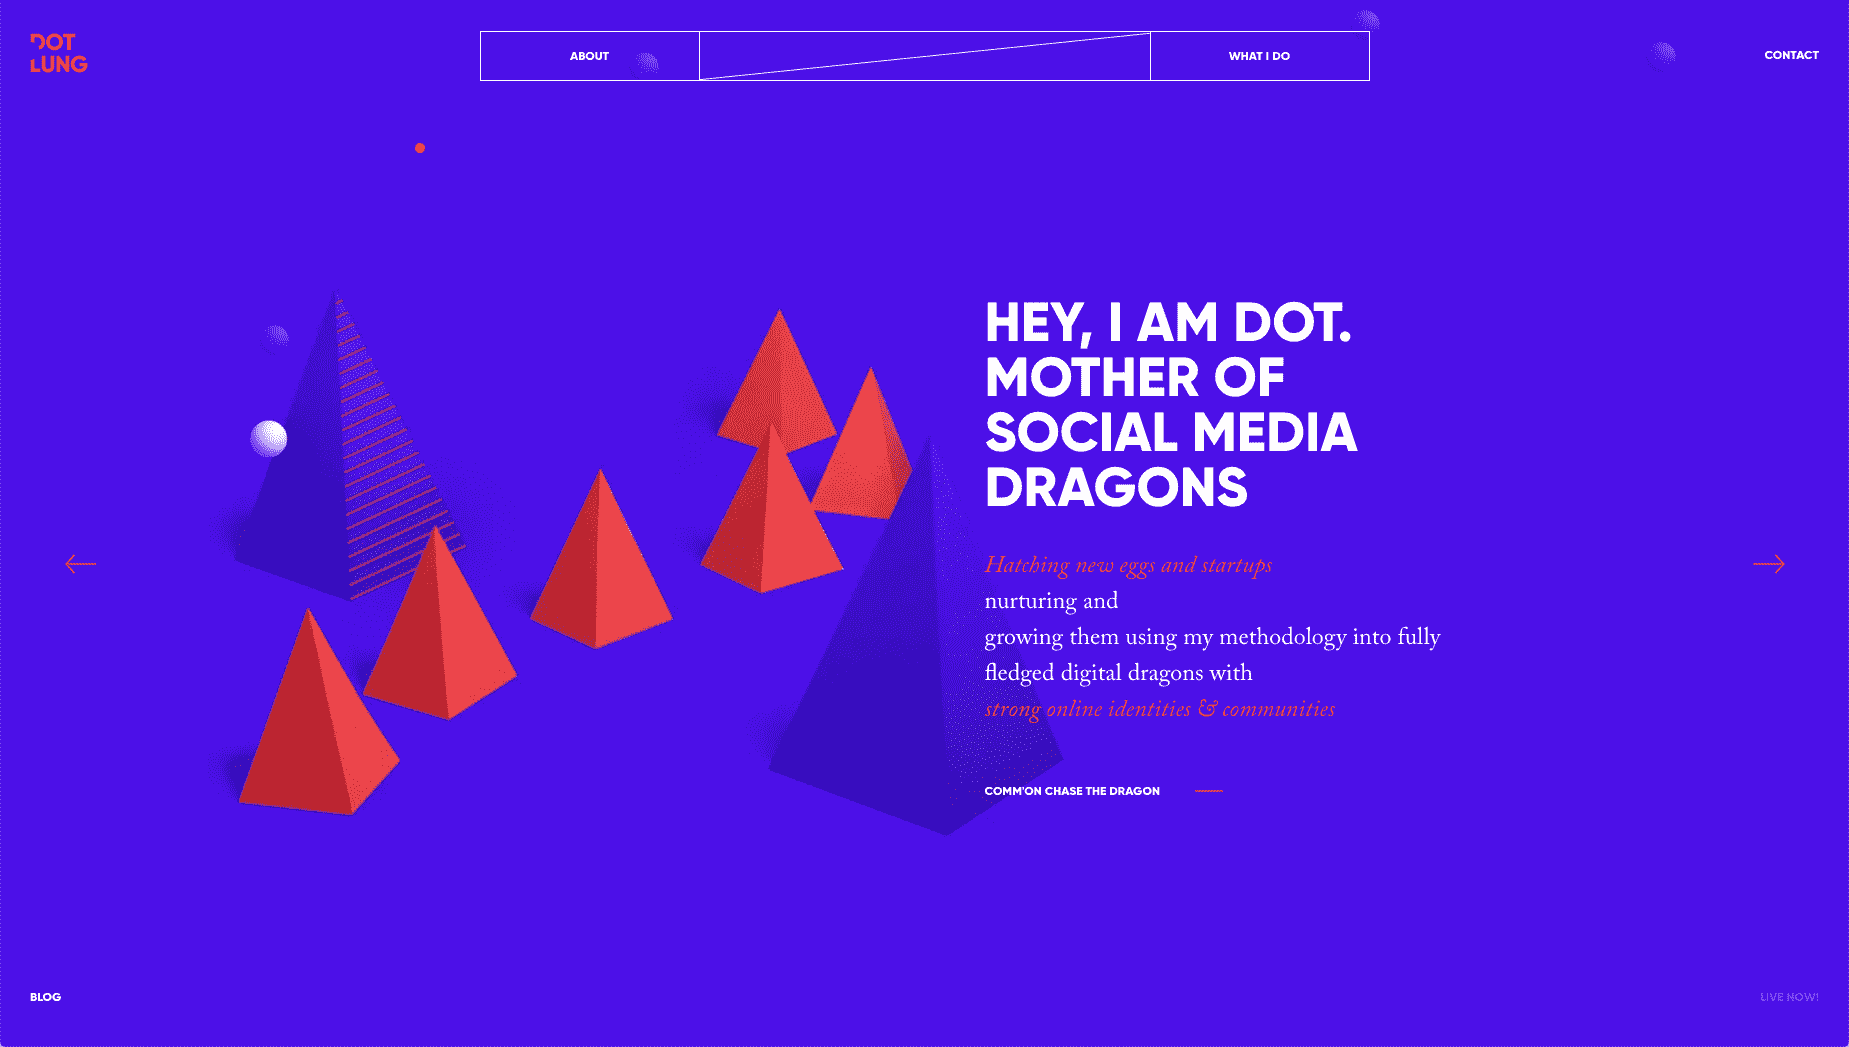 DOT
LUNG
ABOUT
WHAT I DO
CONTACT
HEY, I AM DOT.
MOTHER OF
SOCIAL MEDIA
DRAGONS
Hatching new eggs and startups
nurturing and
growing them using my methodology into fully
fledged digital dragons with
strong online identities & communities
COMM'ON CHASE THE DRAGON
BLOG
LIVE NOW!